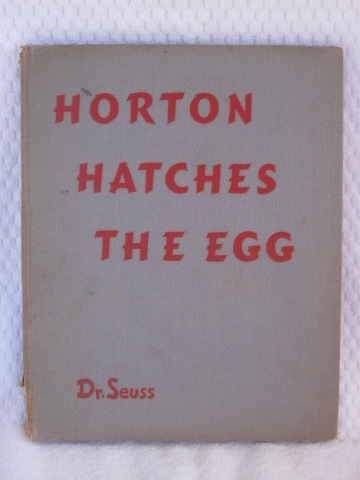 HORTON
HATCHES
THE EGG
Dr. Seuss